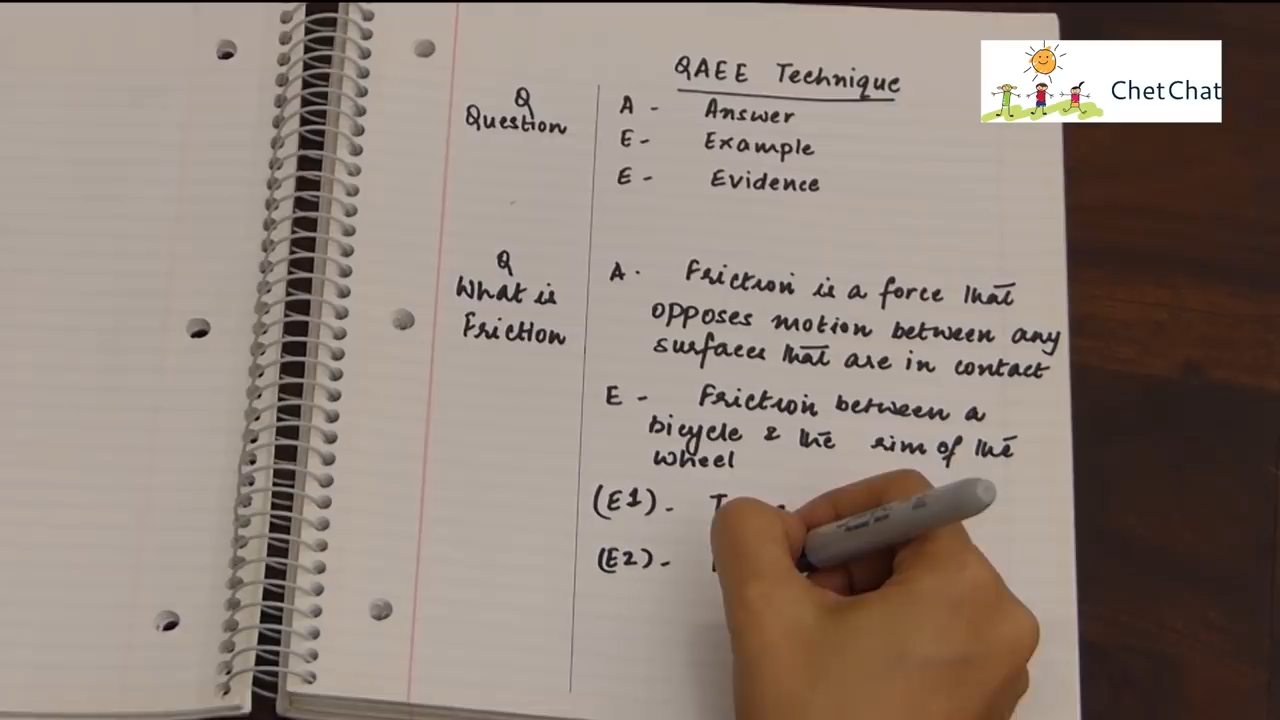 QAEE Technique
Q
Question
A - Answer
E - Example
E - Evidence
Q
What is
Friction
A. Friction is a force that
opposes motion between any
surfaces that are in contact
E - Friction between a
bicycle & the rim of the
wheel
(E1).
(E2).
ChetChat